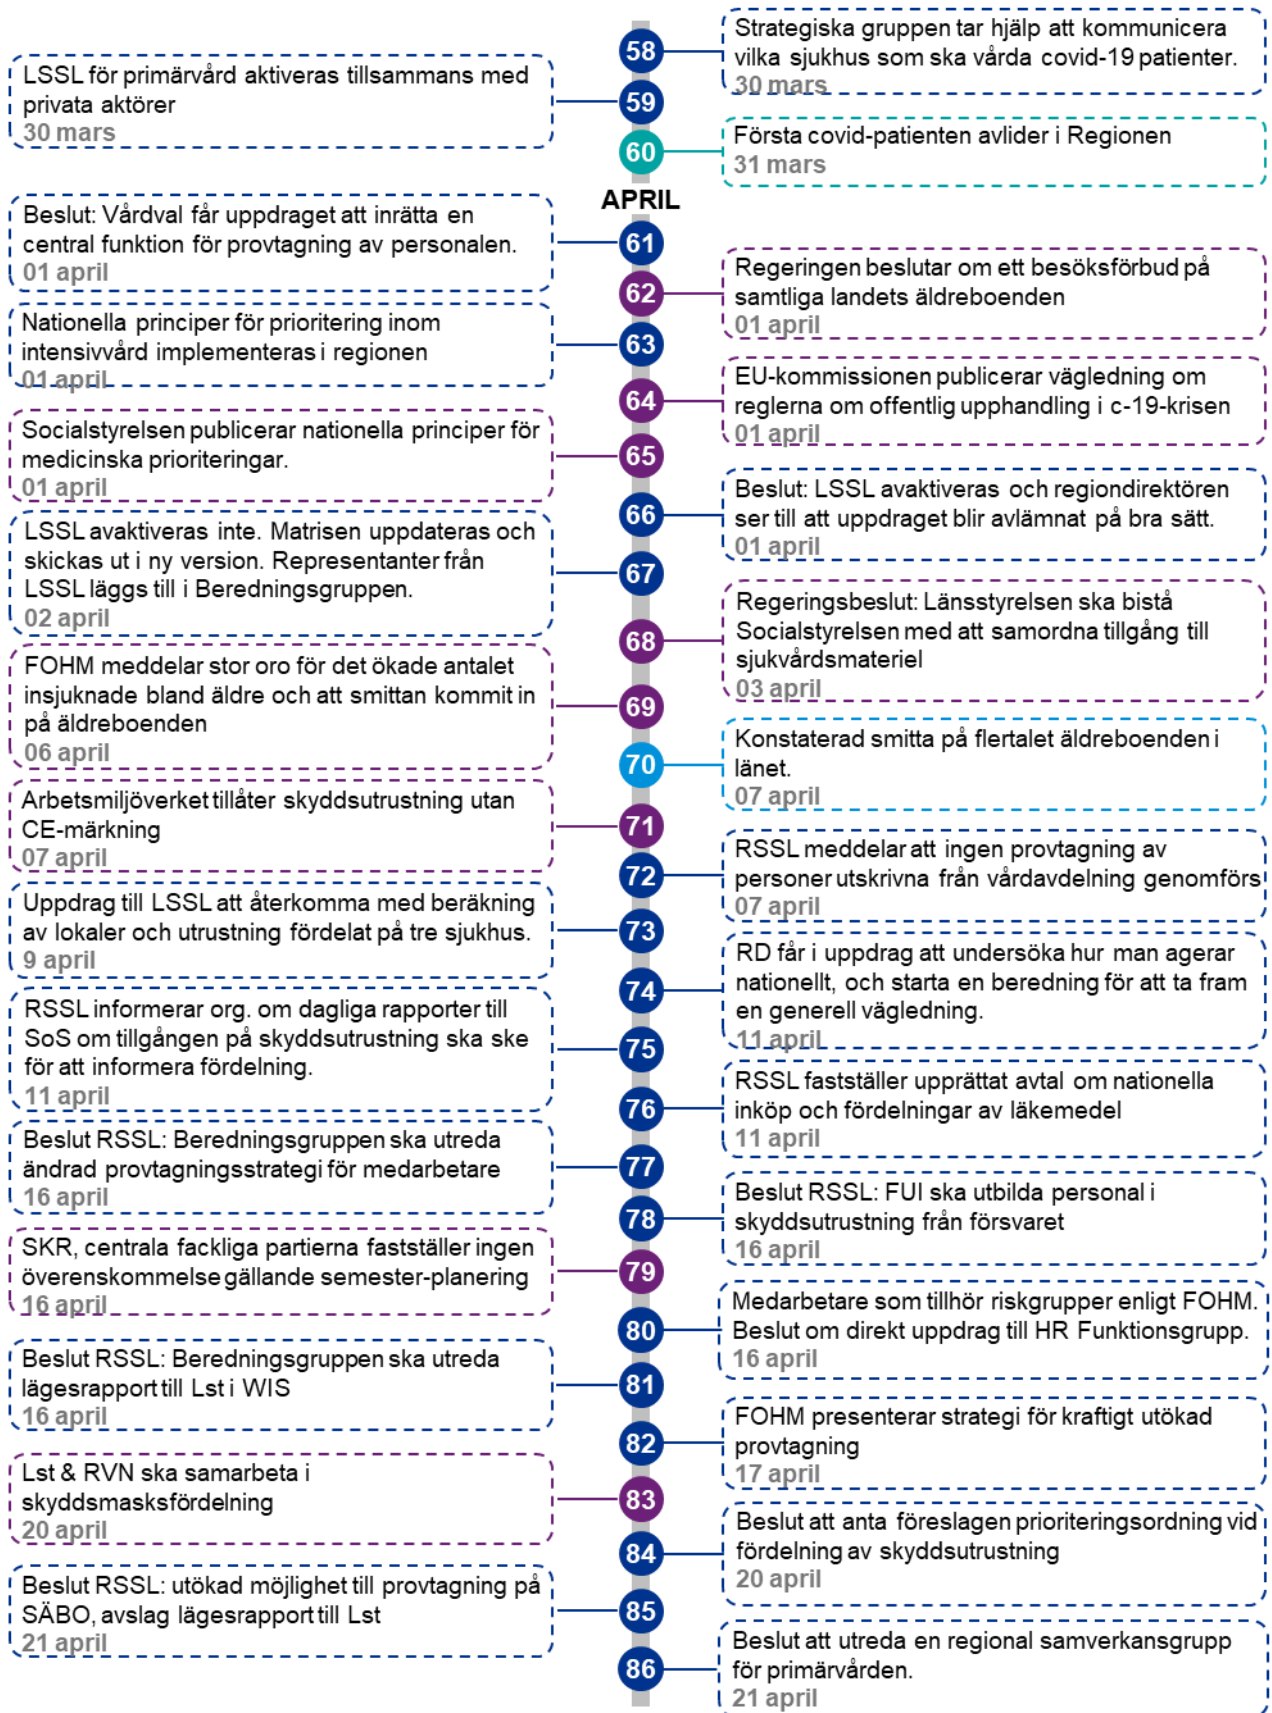 58
Strategiska gruppen tar hjälp att kommunicera
vilka sjukhus som ska vårda covid-19 patienter.
30 mars
LSSL för primärvård aktiveras tillsammans med
privata aktörer
30 mars
59
60
Första covid-patienten avlider i Regionen
31 mars
APRIL
Beslut: Vårdval får uppdraget att inrätta en
central funktion för provtagning av personalen.
01 april
61
62
Regeringen beslutar om ett besöksförbud på
samtliga landets äldreboenden
01 april
Nationella principer för prioritering inom
intensivvård implementeras i regionen
01 april
63
64
EU-kommissionen publicerar vägledning om
reglerna om offentlig upphandling i c-19-krisen
01 april
Socialstyrelsen publicerar nationella principer för
medicinska prioriteringar.
01 april
65
66
Beslut: LSSL avaktiveras och regiondirektören
ser till att uppdraget blir avlämnat på bra sätt.
01 april
LSSL avaktiveras inte. Matrisen uppdateras och
skickas ut i ny version. Representanter från
LSSL läggs till i Beredningsgruppen.
02 april
67
68
Regeringsbeslut: Länsstyrelsen ska bistå
Socialstyrelsen med att samordna tillgång till
sjukvårdsmateriel
03 april
FOHM meddelar stor oro för det ökade antalet
insjuknade bland äldre och att smittan kommit in
på äldreboenden
06 april
69
70
Konstaterad smitta på flertalet äldreboenden i
länet.
07 april
Arbetsmiljöverket tillåter skyddsutrustning utan
CE-märkning
07 april
71
72
RSSL meddelar att ingen provtagning av
personer utskrivna från vårdavdelning genomförs
07 april
Uppdrag till LSSL att återkomma med beräkning
av lokaler och utrustning fördelat på tre sjukhus.
9 april
73
74
RD får i uppdrag att undersöka hur man agerar
nationellt, och starta en beredning för att ta fram
en generell vägledning.
11 april
RSSL informerar org. om dagliga rapporter till
SoS om tillgången på skyddsutrustning ska ske
för att informera fördelning.
11 april
75
76
RSSL fastställer upprättat avtal om nationella
inköp och fördelningar av läkemedel
11 april
Beslut RSSL: Beredningsgruppen ska utreda
ändrad provtagningsstrategi för medarbetare
16 april
77
78
Beslut RSSL: FUI ska utbilda personal i
skyddsutrustning från försvaret
16 april
SKR, centrala fackliga partierna fastställer ingen
överenskommelse gällande semester-planering
16 april
79
80
Medarbetare som tillhör riskgrupper enligt FOHM.
Beslut om direkt uppdrag till HR Funktionsgrupp.
16 april
Beslut RSSL: Beredningsgruppen ska utreda
lägesrapport till Lst i WIS
16 april
81
82
FOHM presenterar strategi för kraftigt utökad
provtagning
17 april
Lst & RVN ska samarbeta i
skyddsmasksfördelning
20 april
83
84
Beslut att anta föreslagen prioriteringsordning vid
fördelning av skyddsutrustning
20 april
Beslut RSSL: utökad möjlighet till provtagning på
SÄBO, avslag lägesrapport till Lst
21 april
85
86
Beslut att utreda en regional samverkansgrupp
för primärvården.
21 april